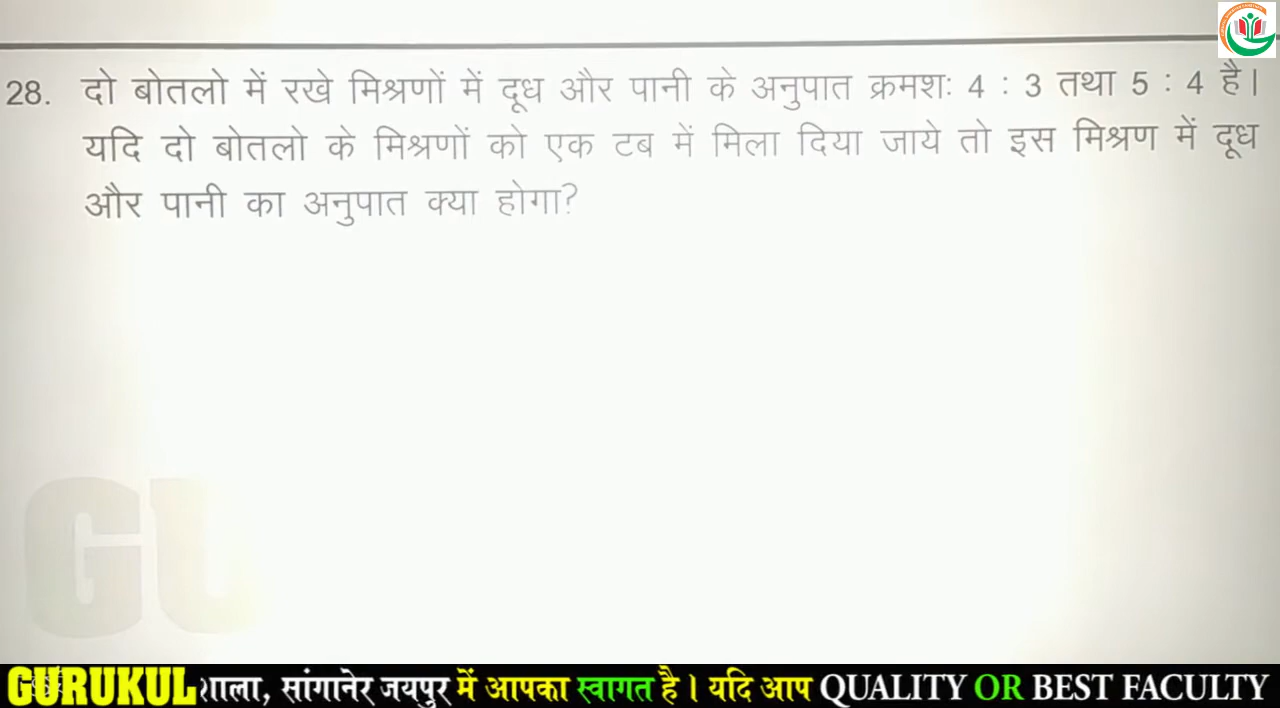 28. दो बोतलो में रखे मिश्रणों में दूध और पानी के अनुपात क्रमशः 4 : 3 तथा 5 : 4 है।
यदि दो बोतलो के मिश्रणों को एक टब में मिला दिया जाये तो इस मिश्रण में दूध
और पानी का अनुपात क्या होगा?
GU
GURUKUL शाला, सांगानेर जयपुर में आपका स्वागत है । यदि आप QUALITY OR BEST FACULTY